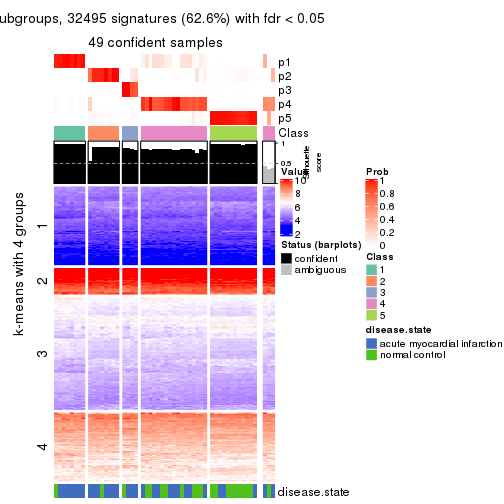 ubgroups, 32495 signatures (62.6%) with fdr < 0.05
49 confident samples
p1
p2
p3
p4
p5
Class
1
0.5
silhouette
score
k-means with 4 groups
1
2
3
4
disease.state
Value
10
8
6
4
2
Status (barplots)
confident
ambiguous
Prob
1
0.8
0.6
0.4
0.2
0
Class
1
2
3
4
5
disease.state
acute myocardial infarction
normal control